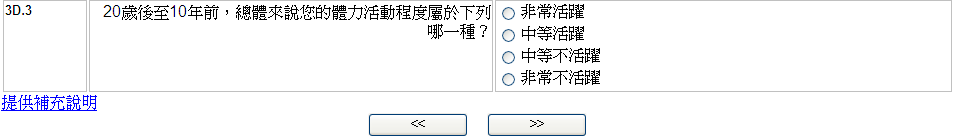 3D.3
20歲後至10年前，總體來說您的體力活動程度屬於下列
哪一種？
非常活躍
中等活躍
中等不活躍
非常不活躍
提供補充說明
<<
>>